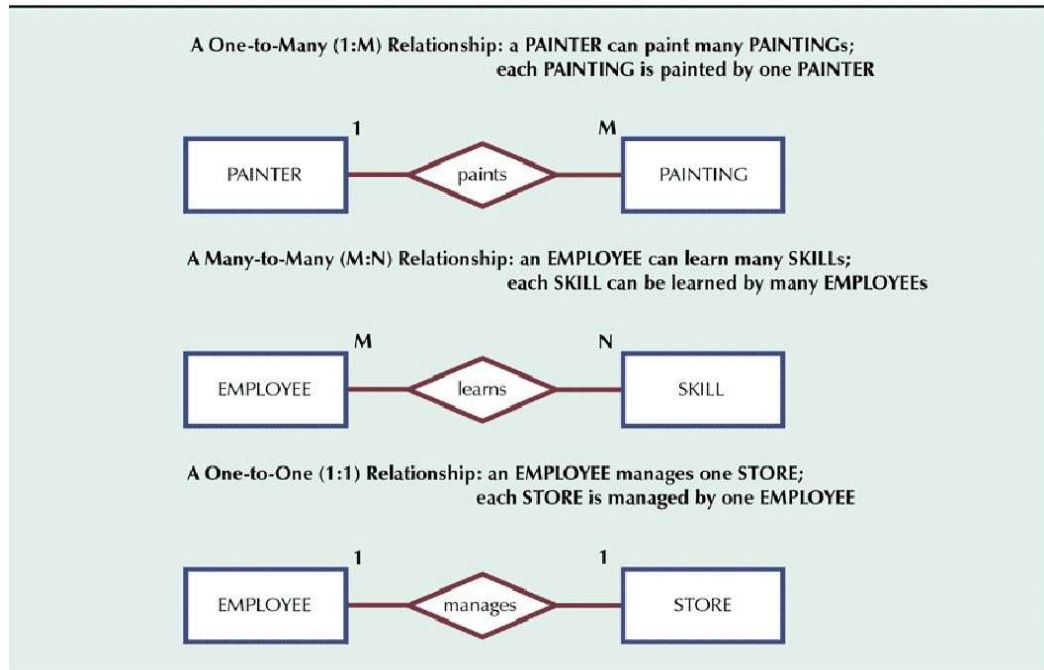 A One-to-Many (1:M) Relationship: a PAINTER can paint many PAINTINGs;
each PAINTING is painted by one PAINTER
1 M
PAINTER paints PAINTING
A Many-to-Many (M:N) Relationship: an EMPLOYEE can learn many SKILLs;
each SKILL can be learned by many EMPLOYEEs
M N
EMPLOYEE learns SKILL
A One-to-One (1:1) Relationship: an EMPLOYEE manages one STORE;
each STORE is managed by one EMPLOYEE
1 1
EMPLOYEE manages STORE